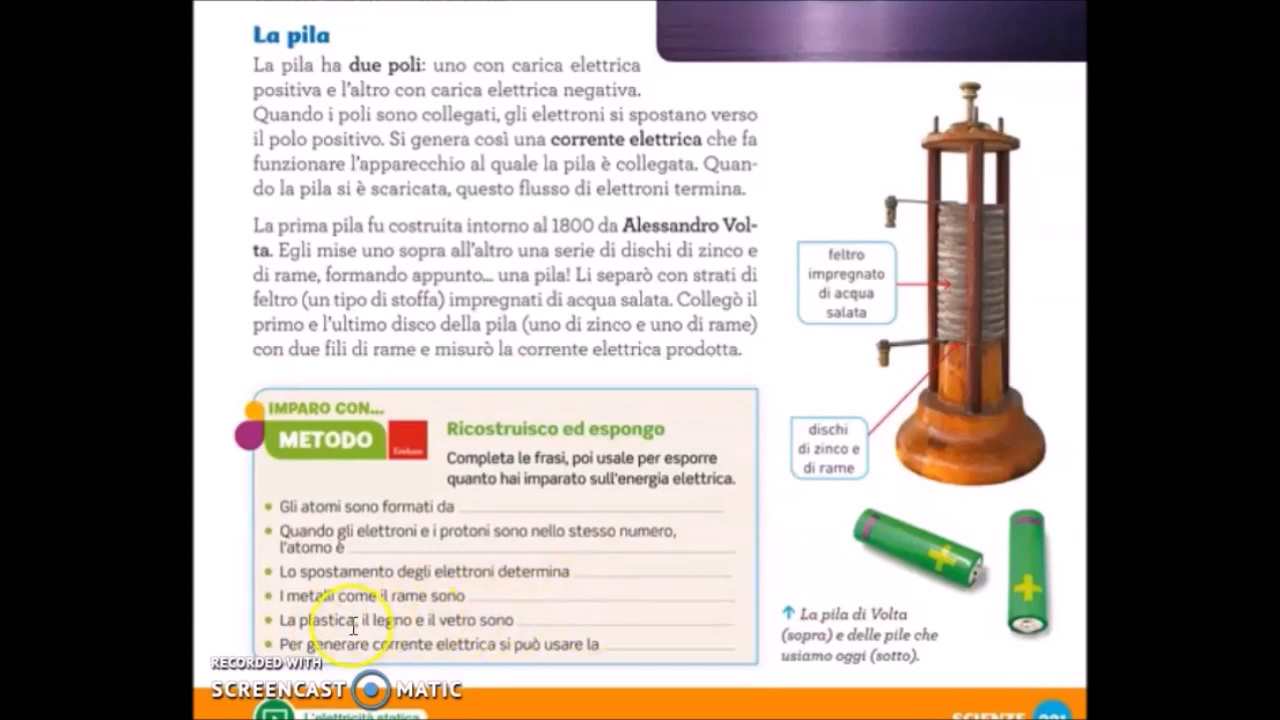 La pila
La pila ha due poli: uno con carica elettrica
positiva e l'altro con carica elettrica negativa.
Quando i poli sono collegati, gli elettroni si spostano verso
il polo positivo. Si genera così una corrente elettrica che fa
funzionare l'apparecchio al quale la pila è collegata. Quan-
do la pila si è scaricata, questo flusso di elettroni termina.
La prima pila fu costruita intorno al 1800 da Alessandro Vol-
ta. Egli mise uno sopra all'altro una serie di dischi di zinco e
di rame, formando appunto... una pila! Li separò con strati di
feltro (un tipo di stoffa) impregnati di acqua salata. Collegò il
primo e l'ultimo disco della pila (uno di zinco e uno di rame)
con due fili di rame e misurò la corrente elettrica prodotta.
feltro
impregnato
di acqua
salata
dischi
di zinco e
di rame
La pila di Volta
(sopra) e delle pile che
usiamo oggi (sotto).
IMPARO CON...
METODO
Erickson
Ricostruisco ed espongo
Completa le frasi, poi usale per esporre
quanto hai imparato sull'energia elettrica.
Gli atomi sono formati da
Quando gli elettroni e i protoni sono nello stesso numero,
l'atomo è
Lo spostamento degli elettroni determina
I metalli come il rame sono
La plastica, il legno e il vetro sono
Per generare corrente elettrica si può usare la
RECORDED WITH
SCREENCAST MATIC
L'elettricità statica
SCIENZE